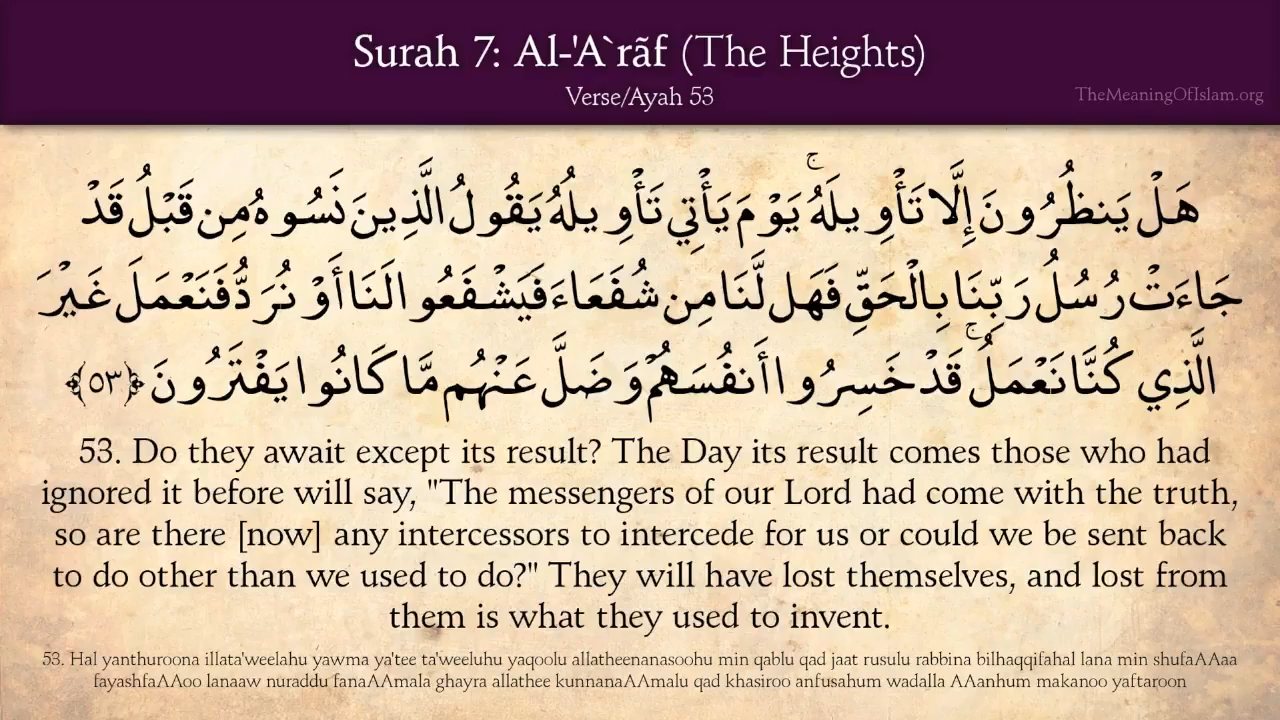 Surah 7: Al-'A`rãf (The Heights)
Verse/Ayah 53
TheMeaningOfIslam.org
هَلْ يَنظُرُونَ إِلَّا تَأْوِيلَهُ ۚ يَوْمَ يَأْتِي تَأْوِيلُهُ يَقُولُ الَّذِينَ نَسُوهُ مِن قَبْلُ قَدْ
جَاءَتْ رُسُلُ رَبِّنَا بِالْحَقِّ فَهَل لَّنَا مِن شُفَعَاءَ فَيَشْفَعُوا لَنَا أَوْ نُرَدُّ فَنَعْمَلَ غَيْرَ
الَّذِي كُنَّا نَعْمَلُ ۚ قَدْ خَسِرُوا أَنفُسَهُمْ وَضَلَّ عَنْهُم مَّا كَانُوا يَفْتَرُونَ ﴿٥٣﴾
53. Do they await except its result? The Day its result comes those who had
ignored it before will say, "The messengers of our Lord had come with the truth,
so are there [now] any intercessors to intercede for us or could we be sent back
to do other than we used to do?" They will have lost themselves, and lost from
them is what they used to invent.
53. Hal yanthuroona illata'weelahu yawma ya'tee ta'weeluhu yaqoolu allatheenanasoohu min qablu qad jaat rusulu rabbina bilhaqqifahal lana min shufaAAaa
fayashfaAAoo lanaaw nuraddu fanaAAmala ghayra allathee kunnanaAAmalu qad khasiroo anfusahum wadalla AAanhum makanoo yaftaroon